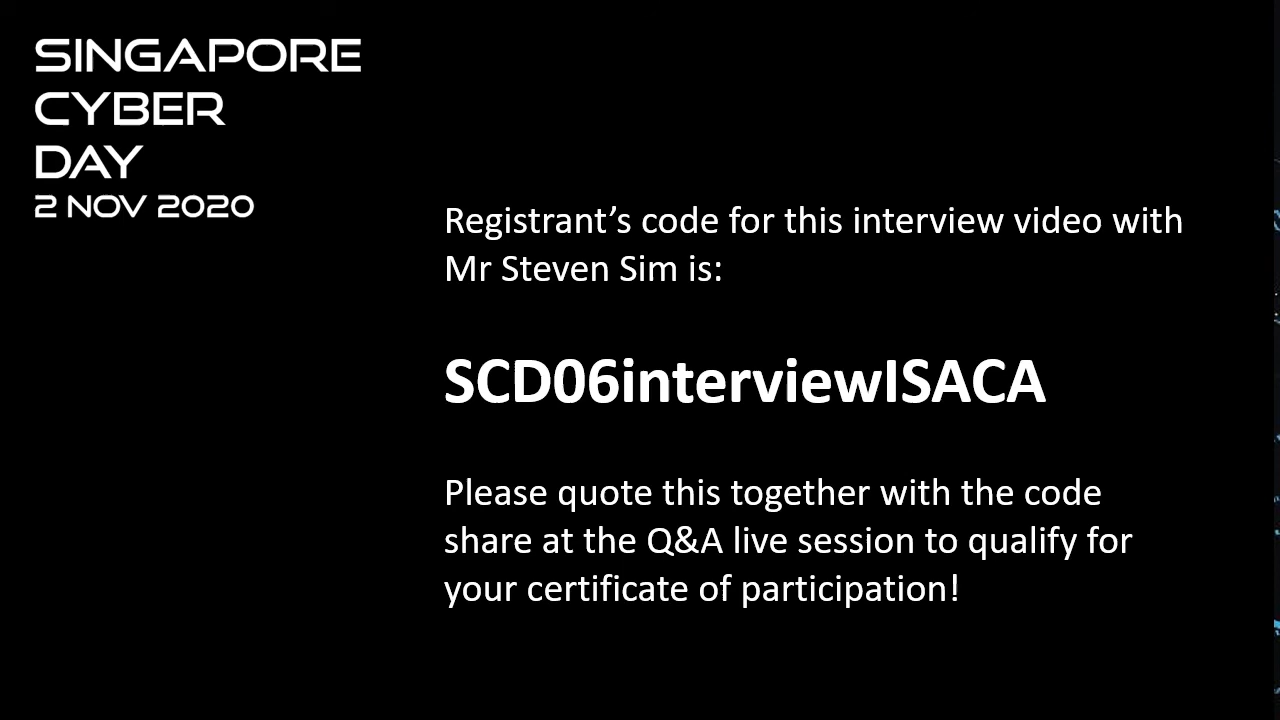 SINGAPORE
CYBER
DAY
2 NOV 2020
Registrant’s code for this interview video with
Mr Steven Sim is:
SCD06interviewISACA
Please quote this together with the code
share at the Q&A live session to qualify for
your certificate of participation!